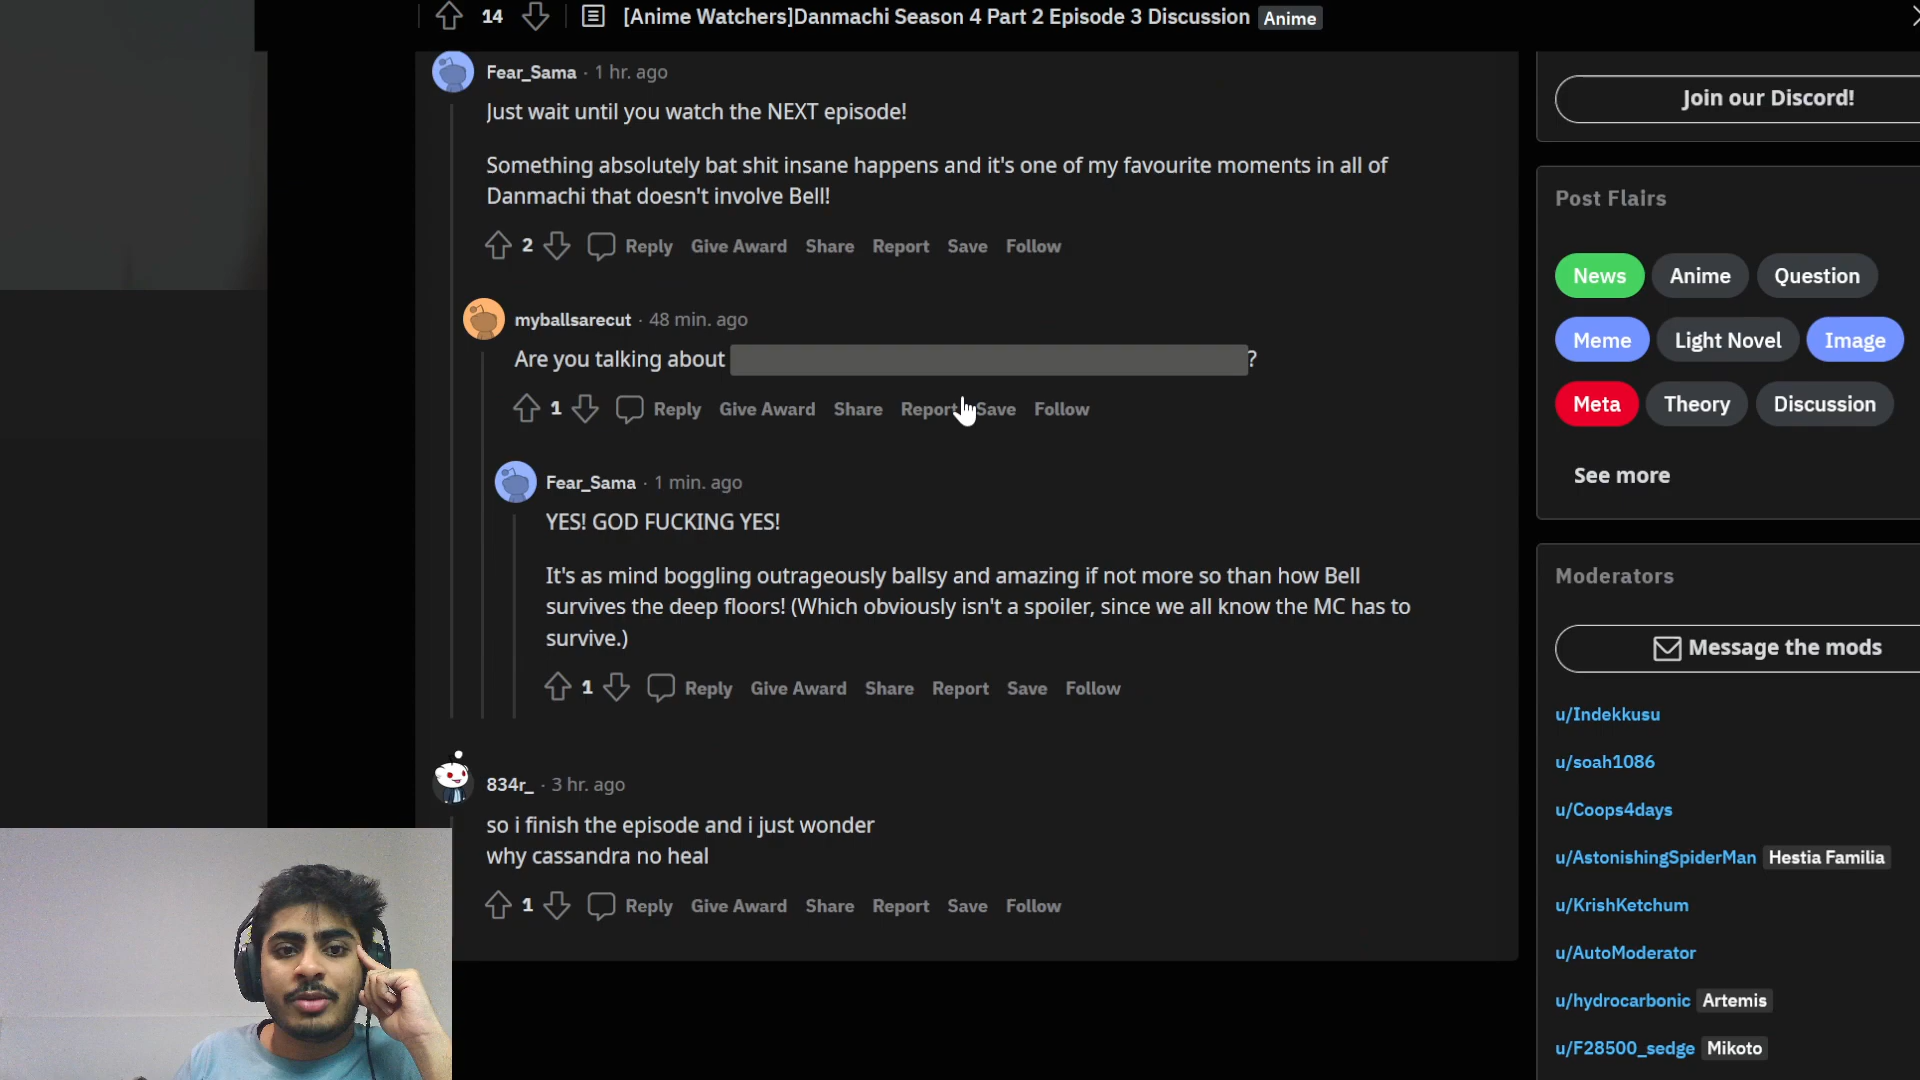 14
[Anime Watchers]Danmachi Season 4 Part 2 Episode 3 Discussion Anime
Fear_Sama · 1 hr. ago
Just wait until you watch the NEXT episode!
Something absolutely bat shit insane happens and it's one of my favourite moments in all of
Danmachi that doesn't involve Bell!
2 Reply Give Award Share Report Save Follow
myballsarecut · 48 min. ago
Are you talking about ?
1 Reply Give Award Share Report Save Follow
Fear_Sama · 1 min. ago
YES! GOD FUCKING YES!
It's as mind boggling outrageously ballsy and amazing if not more so than how Bell
survives the deep floors! (Which obviously isn't a spoiler, since we all know the MC has to
survive.)
1 Reply Give Award Share Report Save Follow
834r_ · 3 hr. ago
so i finish the episode and i just wonder
why cassandra no heal
1 Reply Give Award Share Report Save Follow
Join our Discord!
Post Flairs
News Anime Question
Meme Light Novel Image
Meta Theory Discussion
See more
Moderators
Message the mods
u/Indekkusu
u/soah1086
u/Coops4days
u/AstonishingSpiderMan Hestia Familia
u/KrishKetchum
u/AutoModerator
u/hydrocarbonic Artemis
u/F28500_sedge Mikoto